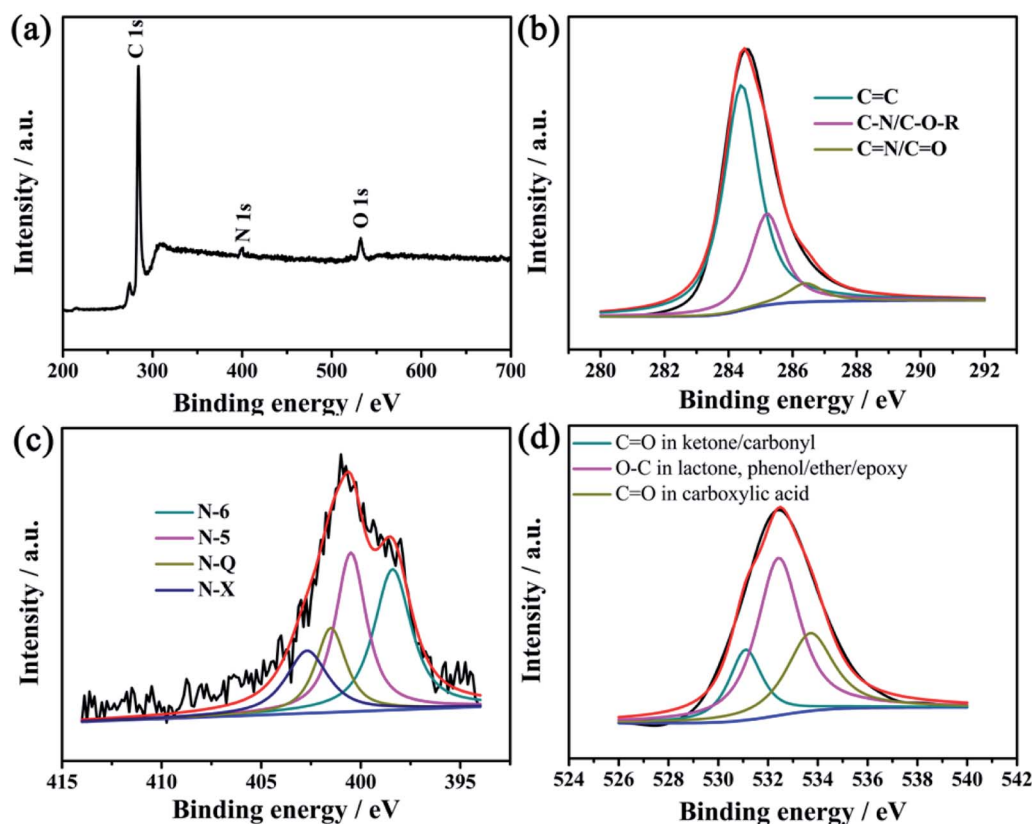 (a)
C 1s
N 1s
O 1s
Intensity / a.u.
200 300 400 500 600 700
Binding energy / eV
(b)
C=C
C-N/C-O-R
C=N/C=O
Intensity / a.u.
280 282 284 286 288 290 292
Binding energy / eV
(c)
N-6
N-5
N-Q
N-X
Intensity / a.u.
415 410 405 400 395
Binding energy / eV
(d)
C=O in ketone/carbonyl
O-C in lactone, phenol/ether/epoxy
C=O in carboxylic acid
Intensity / a.u.
524 526 528 530 532 534 536 538 540 542
Binding energy / eV